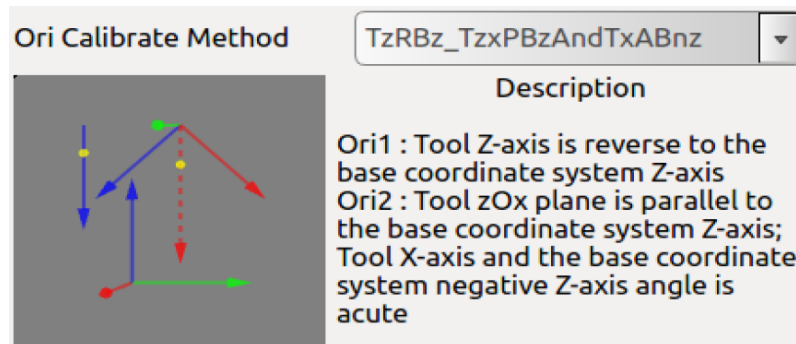 Ori Calibrate Method
TzRBz_TzxPBzAndTxABnz
Description
Ori1 : Tool Z-axis is reverse to the
base coordinate system Z-axis
Ori2 : Tool zOx plane is parallel to
the base coordinate system Z-axis;
Tool X-axis and the base coordinate
system negative Z-axis angle is
acute